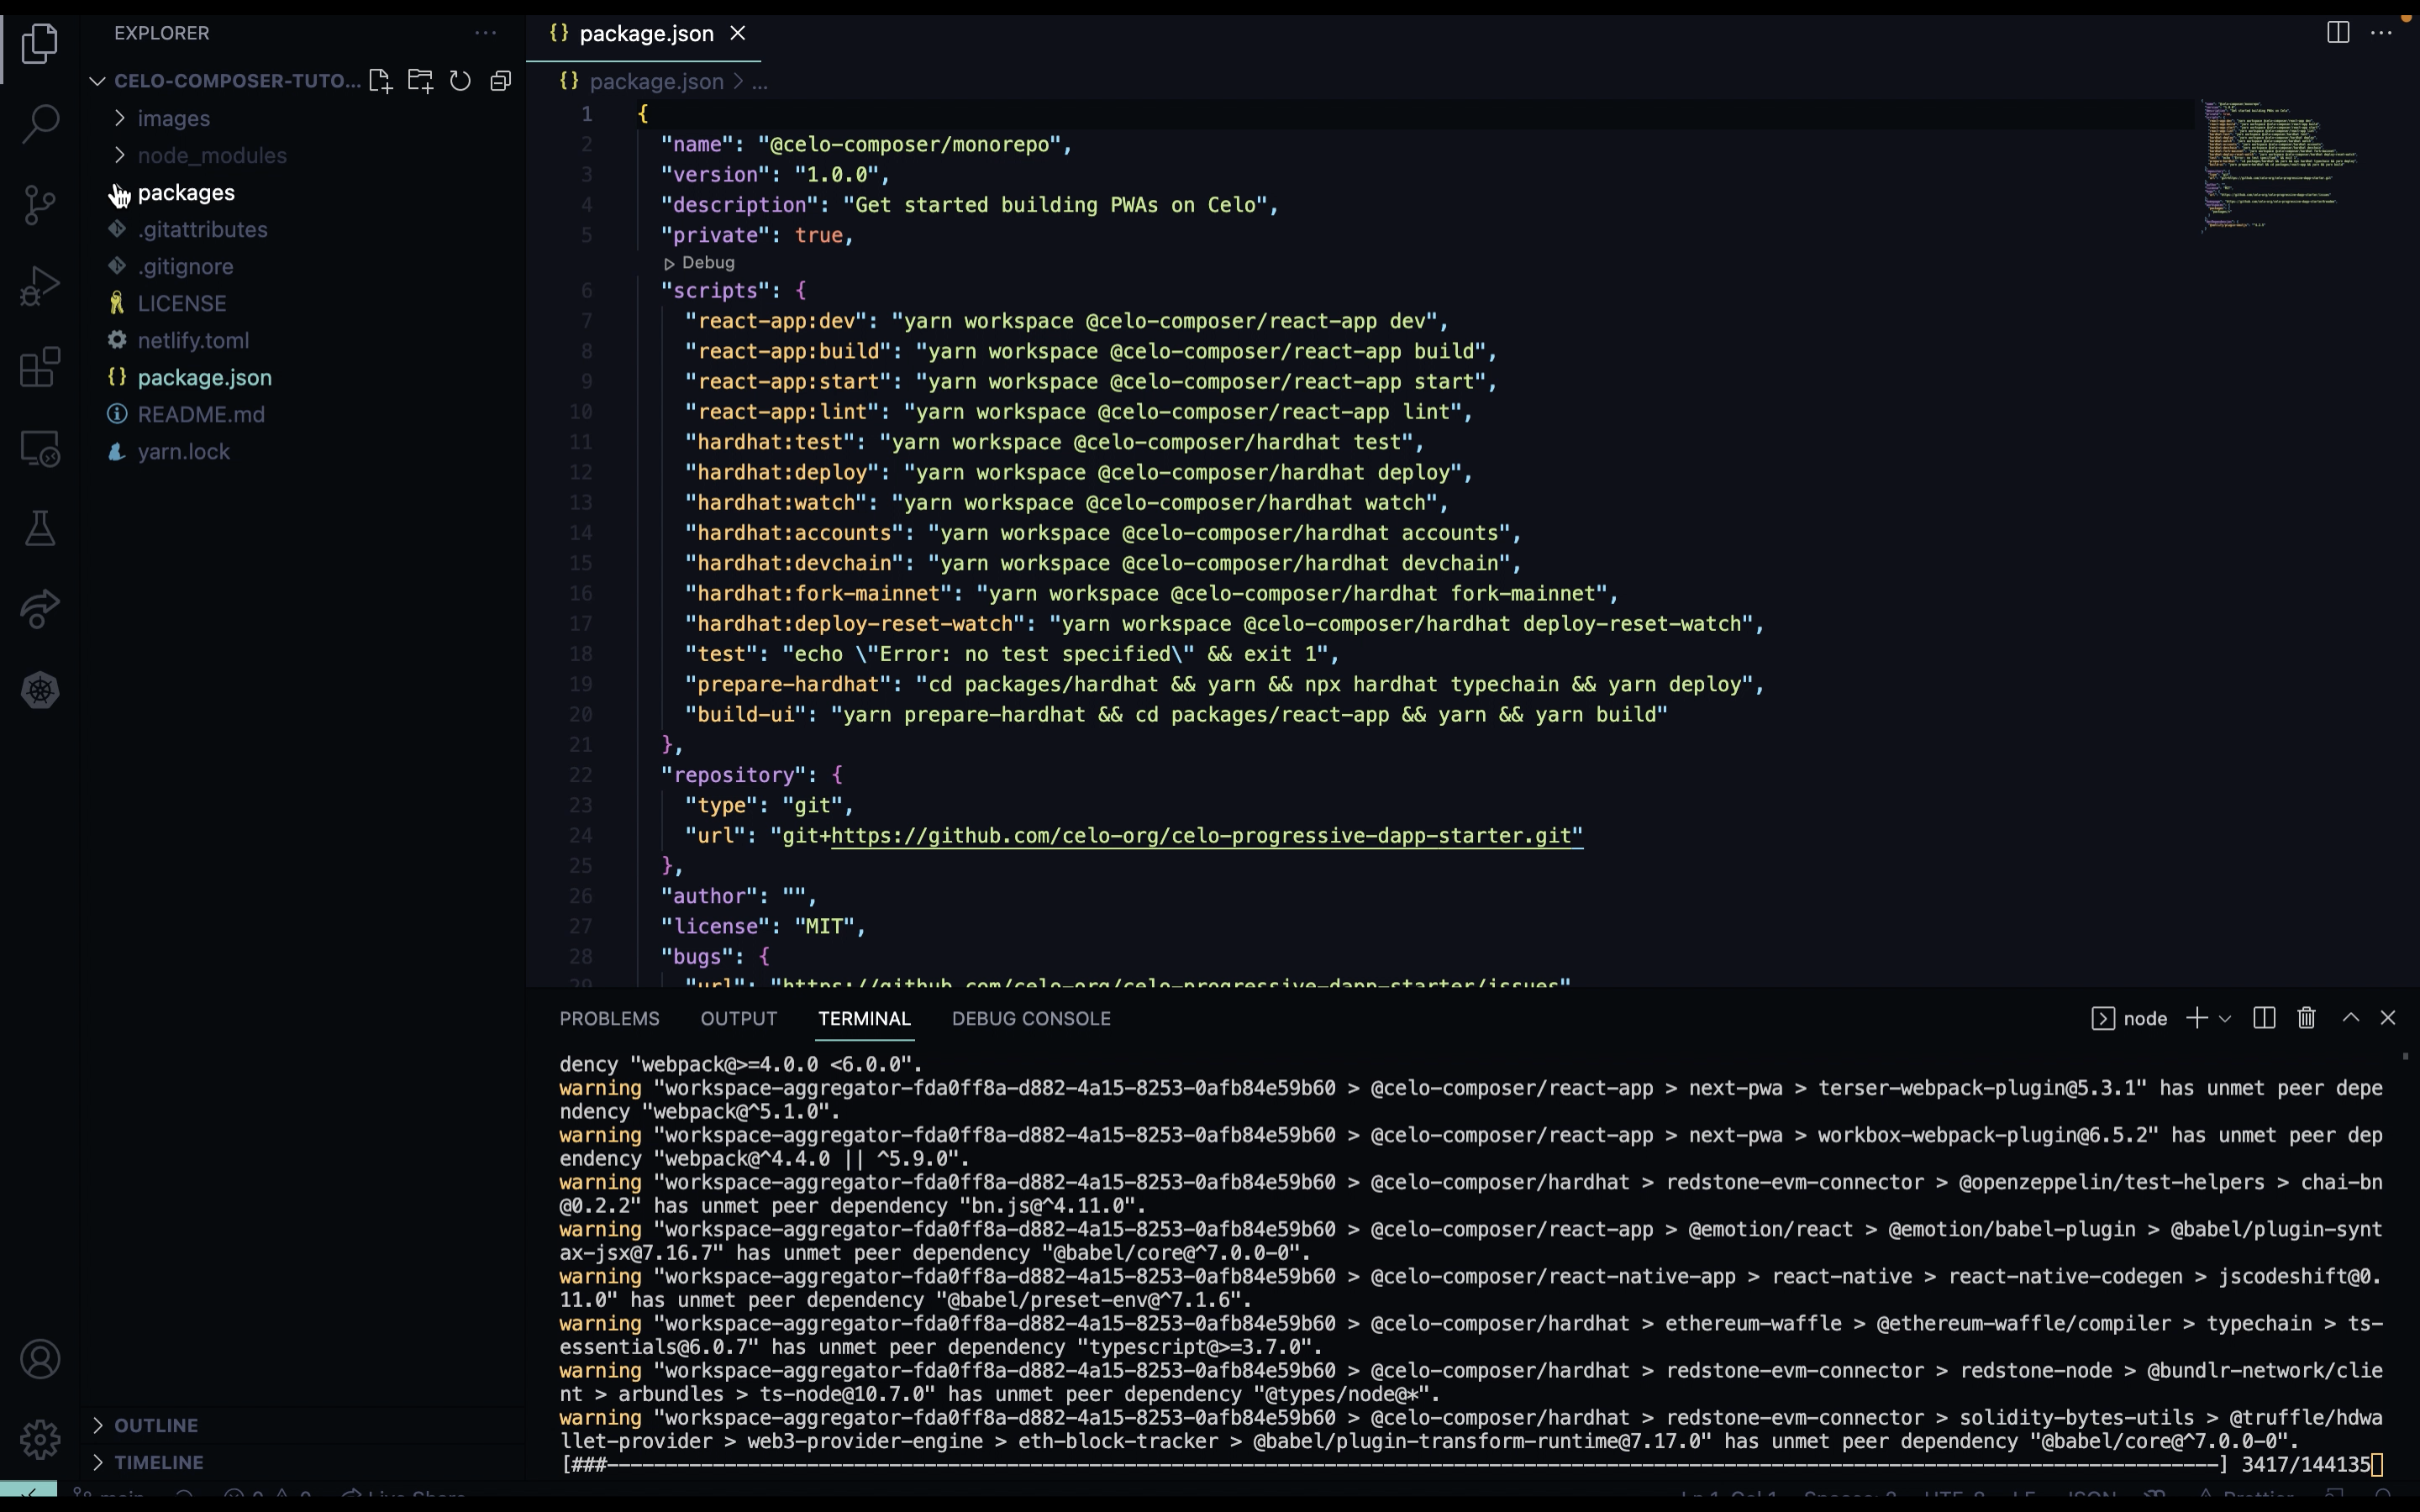 EXPLORER
CELO-COMPOSER-TUTO...
images
node_modules
packages
.gitattributes
.gitignore
LICENSE
netlify.toml
package.json
README.md
yarn.lock
OUTLINE
TIMELINE
package.json
package.json > ...
1 {
2 "name": "@celo-composer/monorepo",
3 "version": "1.0.0",
4 "description": "Get started building PWAs on Celo",
5 "private": true,
Debug
6 "scripts": {
7 "react-app:dev": "yarn workspace @celo-composer/react-app dev",
8 "react-app:build": "yarn workspace @celo-composer/react-app build",
9 "react-app:start": "yarn workspace @celo-composer/react-app start",
10 "react-app:lint": "yarn workspace @celo-composer/react-app lint",
11 "hardhat:test": "yarn workspace @celo-composer/hardhat test",
12 "hardhat:deploy": "yarn workspace @celo-composer/hardhat deploy",
13 "hardhat:watch": "yarn workspace @celo-composer/hardhat watch",
14 "hardhat:accounts": "yarn workspace @celo-composer/hardhat accounts",
15 "hardhat:devchain": "yarn workspace @celo-composer/hardhat devchain",
16 "hardhat:fork-mainnet": "yarn workspace @celo-composer/hardhat fork-mainnet",
17 "hardhat:deploy-reset-watch": "yarn workspace @celo-composer/hardhat deploy-reset-watch",
18 "test": "echo \"Error: no test specified\" && exit 1",
19 "prepare-hardhat": "cd packages/hardhat && yarn && npx hardhat typechain && yarn deploy",
20 "build-ui": "yarn prepare-hardhat && cd packages/react-app && yarn && yarn build"
21 },
22 "repository": {
23 "type": "git",
24 "url": "git+https://github.com/celo-org/celo-progressive-dapp-starter.git"
25 },
26 "author": "",
27 "license": "MIT",
28 "bugs": {
29 "url": "https://github.com/celo-org/celo-progressive-dapp-starter/issues"
PROBLEMS OUTPUT TERMINAL DEBUG CONSOLE
node
dency "webpack@>=4.0.0 <6.0.0".
warning "workspace-aggregator-fda0ff8a-d882-4a15-8253-0afb84e59b60 > @celo-composer/react-app > next-pwa > terser-webpack-plugin@5.3.1" has unmet peer depe
ndency "webpack@^5.1.0".
warning "workspace-aggregator-fda0ff8a-d882-4a15-8253-0afb84e59b60 > @celo-composer/react-app > next-pwa > workbox-webpack-plugin@6.5.2" has unmet peer dep
endency "webpack@^4.4.0 || ^5.9.0".
warning "workspace-aggregator-fda0ff8a-d882-4a15-8253-0afb84e59b60 > @celo-composer/hardhat > redstone-evm-connector > @openzeppelin/test-helpers > chai-bn
@0.2.2" has unmet peer dependency "bn.js@^4.11.0".
warning "workspace-aggregator-fda0ff8a-d882-4a15-8253-0afb84e59b60 > @celo-composer/react-app > @emotion/react > @emotion/babel-plugin > @babel/plugin-synt
ax-jsx@7.16.7" has unmet peer dependency "@babel/core@^7.0.0-0".
warning "workspace-aggregator-fda0ff8a-d882-4a15-8253-0afb84e59b60 > @celo-composer/react-native-app > react-native > react-native-codegen > jscodeshift@0.
11.0" has unmet peer dependency "@babel/preset-env@^7.1.6".
warning "workspace-aggregator-fda0ff8a-d882-4a15-8253-0afb84e59b60 > @celo-composer/hardhat > ethereum-waffle > @ethereum-waffle/compiler > typechain > ts-
essentials@6.0.7" has unmet peer dependency "typescript@>=3.7.0".
warning "workspace-aggregator-fda0ff8a-d882-4a15-8253-0afb84e59b60 > @celo-composer/hardhat > redstone-evm-connector > redstone-node > @bundlr-network/clie
nt > arbundles > ts-node@10.7.0" has unmet peer dependency "@types/node@*".
warning "workspace-aggregator-fda0ff8a-d882-4a15-8253-0afb84e59b60 > @celo-composer/hardhat > redstone-evm-connector > solidity-bytes-utils > @truffle/hdwa
llet-provider > web3-provider-engine > eth-block-tracker > @babel/plugin-transform-runtime@7.17.0" has unmet peer dependency "@babel/core@^7.0.0-0".
[###-----------------------------------------------------------------------------------------------------------------------------------] 3417/144135